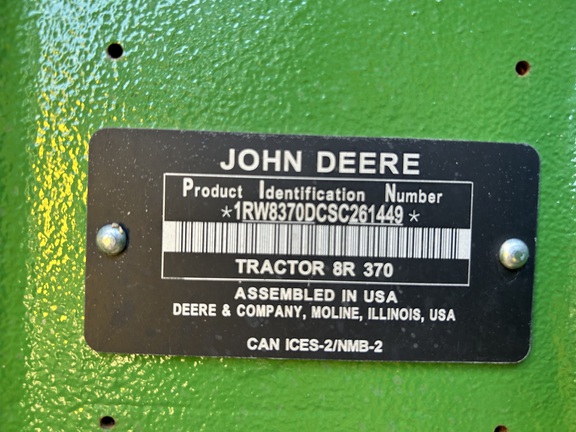 JOHN DEERE
Product Identification Number
*1RW8370DCSC261449*
TRACTOR 8R 370
ASSEMBLED IN USA
DEERE & COMPANY, MOLINE, ILLINOIS, USA
CAN ICES-2/NMB-2